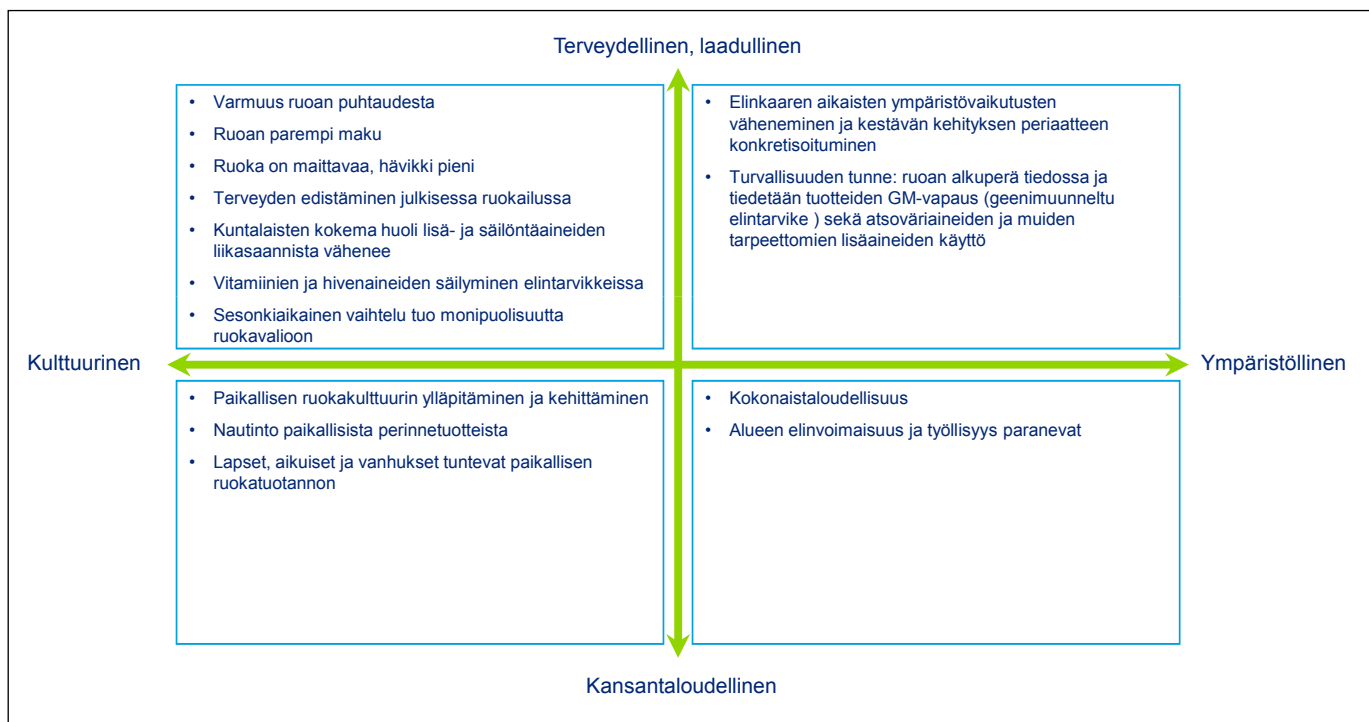 Terveydellinen, laadullinen
• Varmuus ruoan puhtaudesta
• Ruoan parempi maku
• Ruoka on maittavaa, hävikki pieni
• Terveyden edistäminen julkisessa ruokailussa
• Kuntalaisten kokema huoli lisä- ja säilöntäaineiden
liikasaannista vähenee
• Vitamiinien ja hivenaineiden säilyminen elintarvikkeissa
• Sesonkiaikainen vaihtelu tuo monipuolisuutta
ruokavalioon
• Elinkaaren aikaisten ympäristövaikutusten
väheneminen ja kestävän kehityksen periaatteen
konkretisoituminen
• Turvallisuuden tunne: ruoan alkuperä tiedossa ja
tiedetään tuotteiden GM-vapaus (geenimuunneltu
elintarvike ) sekä atsoväriaineiden ja muiden
tarpeettomien lisäaineiden käyttö
Kulttuurinen
Ympäristöllinen
• Paikallisen ruokakulttuurin ylläpitäminen ja kehittäminen
• Nautinto paikallisista perinnetuotteista
• Lapset, aikuiset ja vanhukset tuntevat paikallisen
ruokatuotannon
• Kokonaistaloudellisuus
• Alueen elinvoimaisuus ja työllisyys paranevat
Kansantaloudellinen